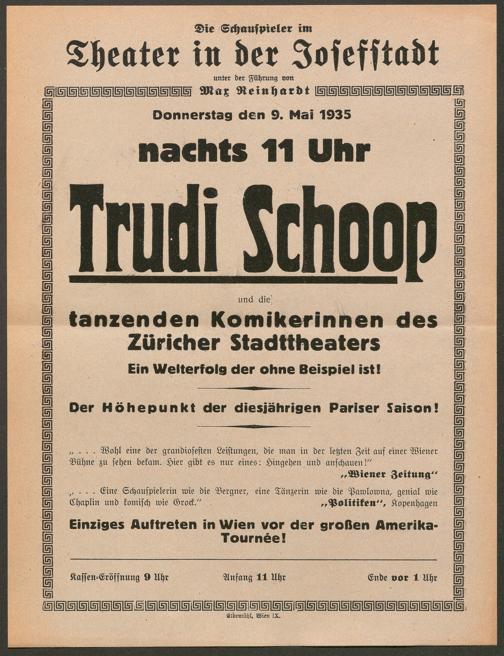 Die Schauspieler im
Theater in der Josefstadt
unter der Führung von
Max Reinhardt
Donnerstag den 9. Mai 1935
nachts 11 Uhr
Trudi Schoop
und die
tanzenden Komikerinnen des
Züricher Stadttheaters
Ein Welterfolg der ohne Beispiel ist!
Der Höhepunkt der diesjährigen Pariser Saison!
„. . . . Wohl eine der grandiosesten Leistungen, die man in der letzten Zeit auf einer Wiener
Bühne zu sehen bekam. Hier gibt es nur eines: Hingehen und anschauen!“
„Wiener Zeitung“
„. . . . Eine Schauspielerin wie die Bergner, eine Tänzerin wie die Pawlowna, genial wie
Chaplin und komisch wie Grock.“ „Politiken“, Kopenhagen
Einziges Auftreten in Wien vor der großen Amerika-
Tournée!
Kassen-Eröffnung 9 Uhr Anfang 11 Uhr Ende vor 1 Uhr
Eibemühl, Wien IX.